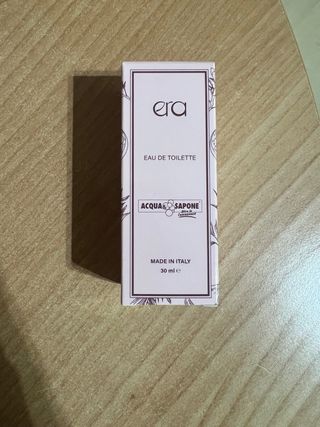 era
EAU DE TOILETTE
ACQUA & SAPONE
MADE IN ITALY
30 ml ℮